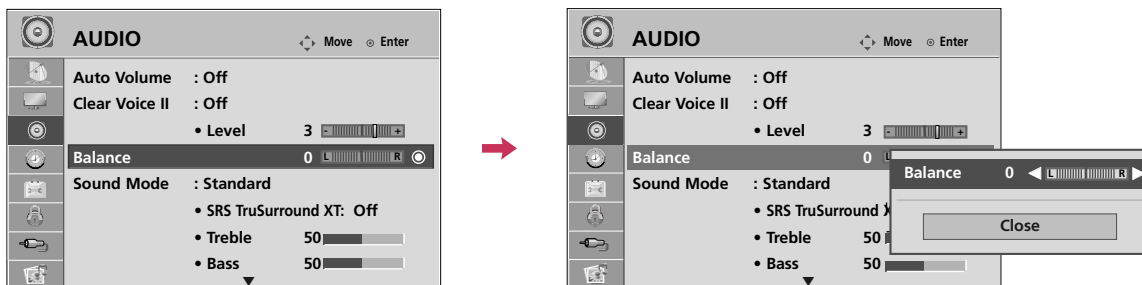 AUDIO Move Enter
Auto Volume : Off
Clear Voice II : Off
• Level 3 - +
Balance 0 L R
Sound Mode : Standard
• SRS TruSurround XT: Off
• Treble 50
• Bass 50
AUDIO Move Enter
Auto Volume : Off
Clear Voice II : Off
• Level 3 - +
Balance 0 L
Sound Mode : Standard
• SRS TruSurround X
• Treble 50
• Bass 50
Balance 0 L R
Close